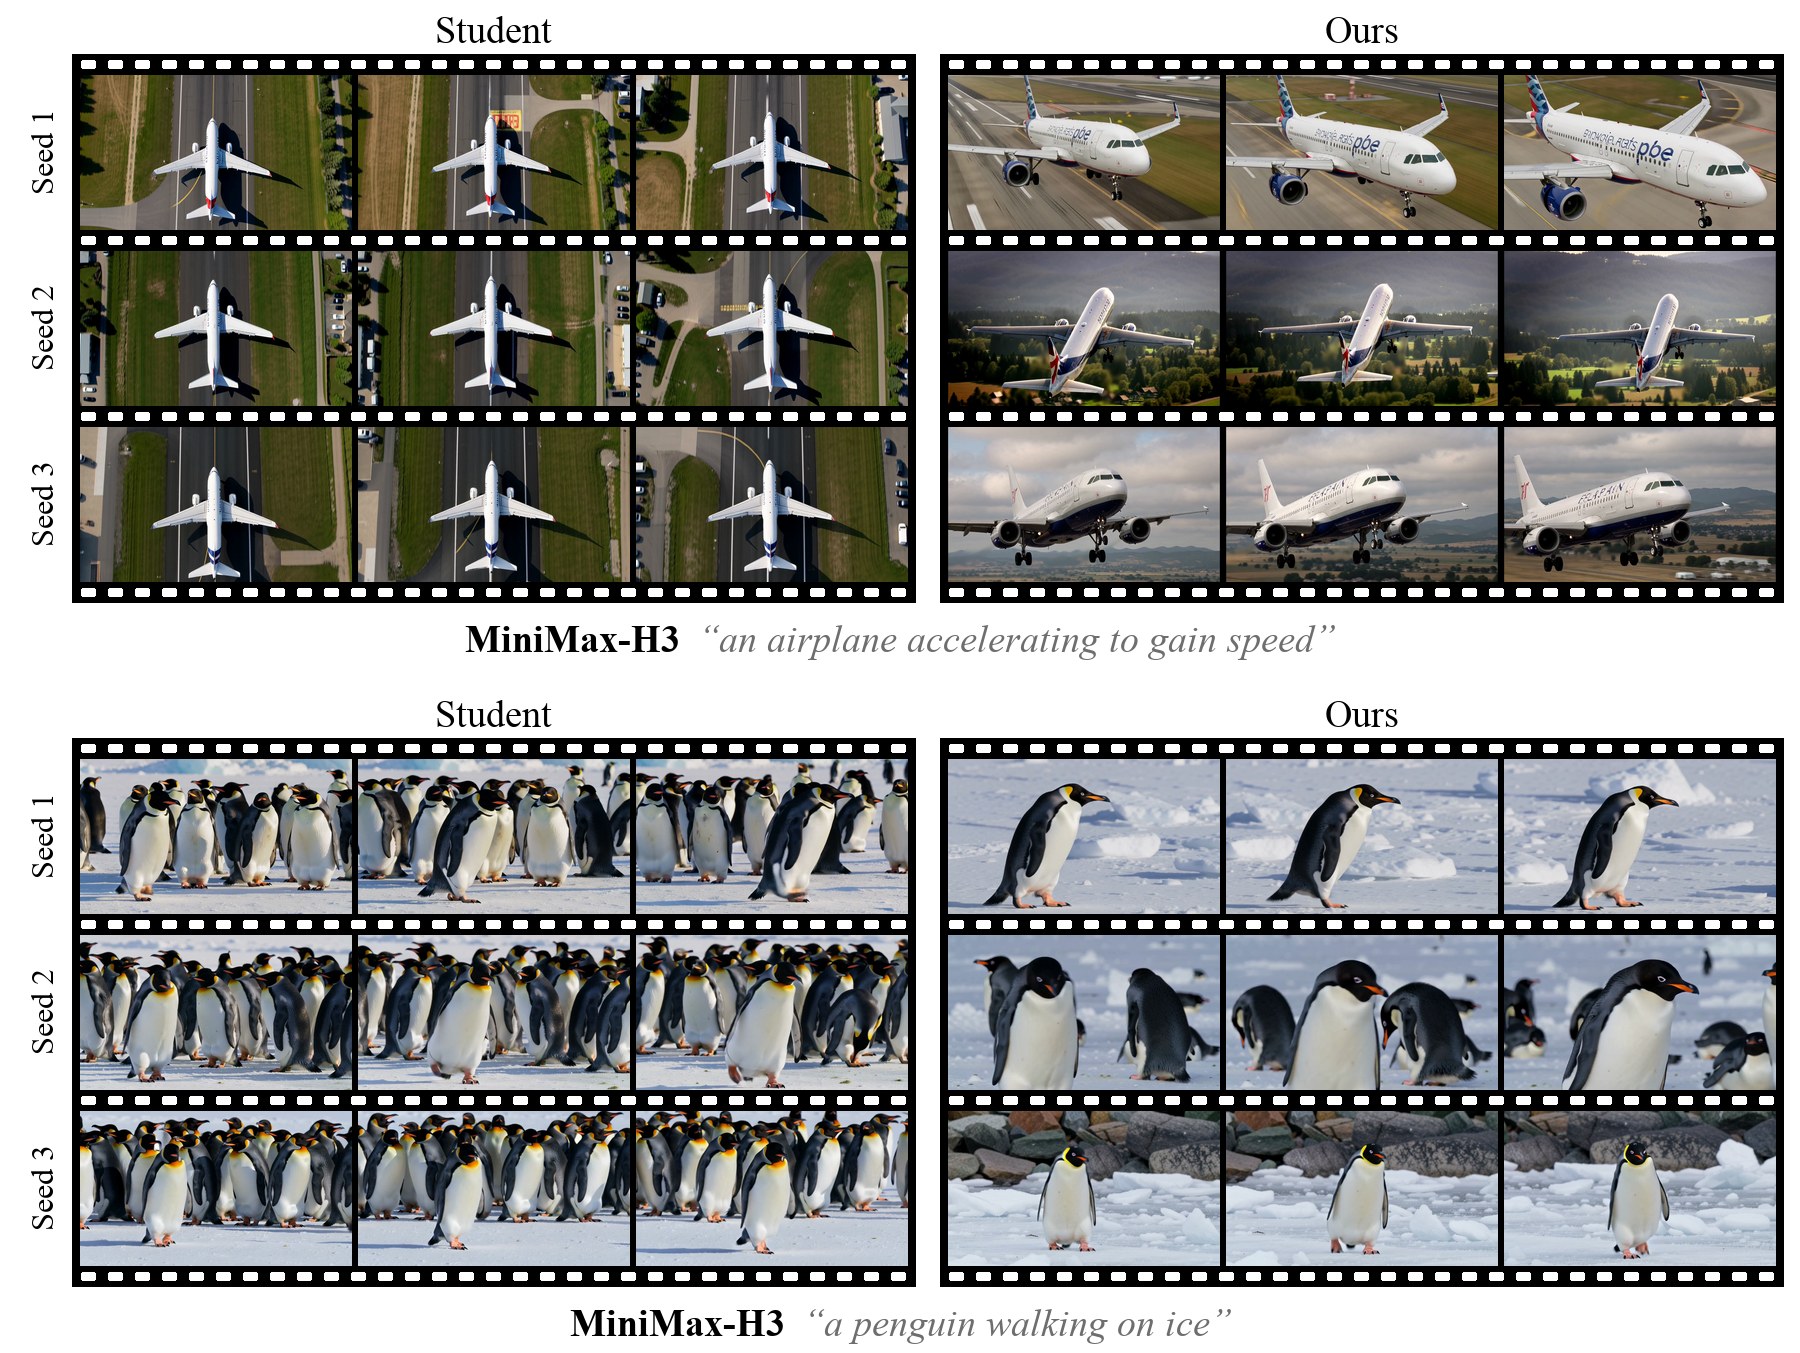 Student
Ours
Seed 1
pbe
Seed 2
Seed 3
MiniMax-H3 “an airplane accelerating to gain speed”
Student
Ours
Seed 1
Seed 2
Seed 3
MiniMax-H3 “a penguin walking on ice”